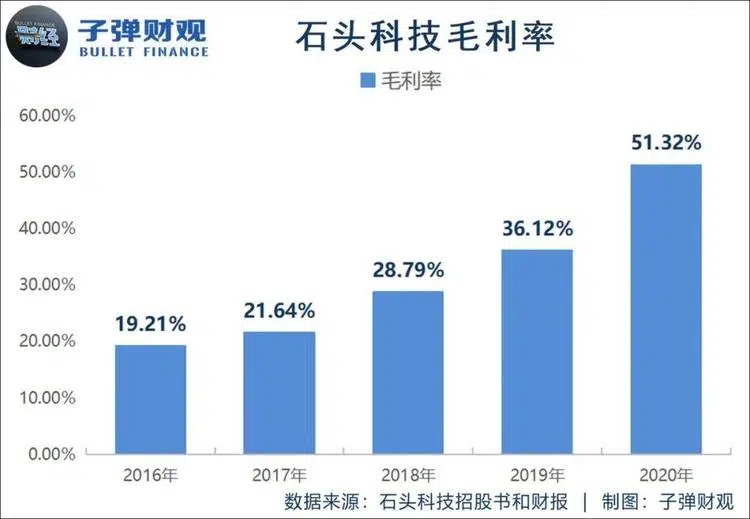 BULLET FINANCE
子弹财观
BULLET FINANCE
石头科技毛利率
毛利率
60.00%
50.00%
40.00%
30.00%
20.00%
10.00%
0.00%
19.21%
21.64%
28.79%
36.12%
51.32%
2016年
2017年
2018年
2019年
2020年
数据来源：石头科技招股书和财报 | 制图：子弹财观